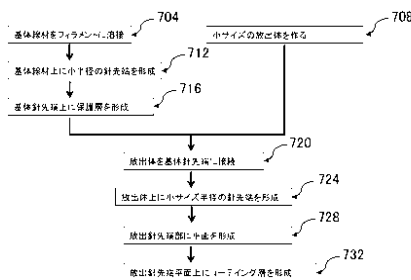 基体線材をフィラメントに溶接
704
小サイズの放出体を作る
708
基体線材上に小半径の針先端を形成
712
基体針先端上に保護層を形成
716
放出体を基体針先端に接続
720
放出体上に小サイズ半径の針先端を形成
724
放出針先端部に平面を形成
728
放出針先端平面上にコーティング層を形成
732